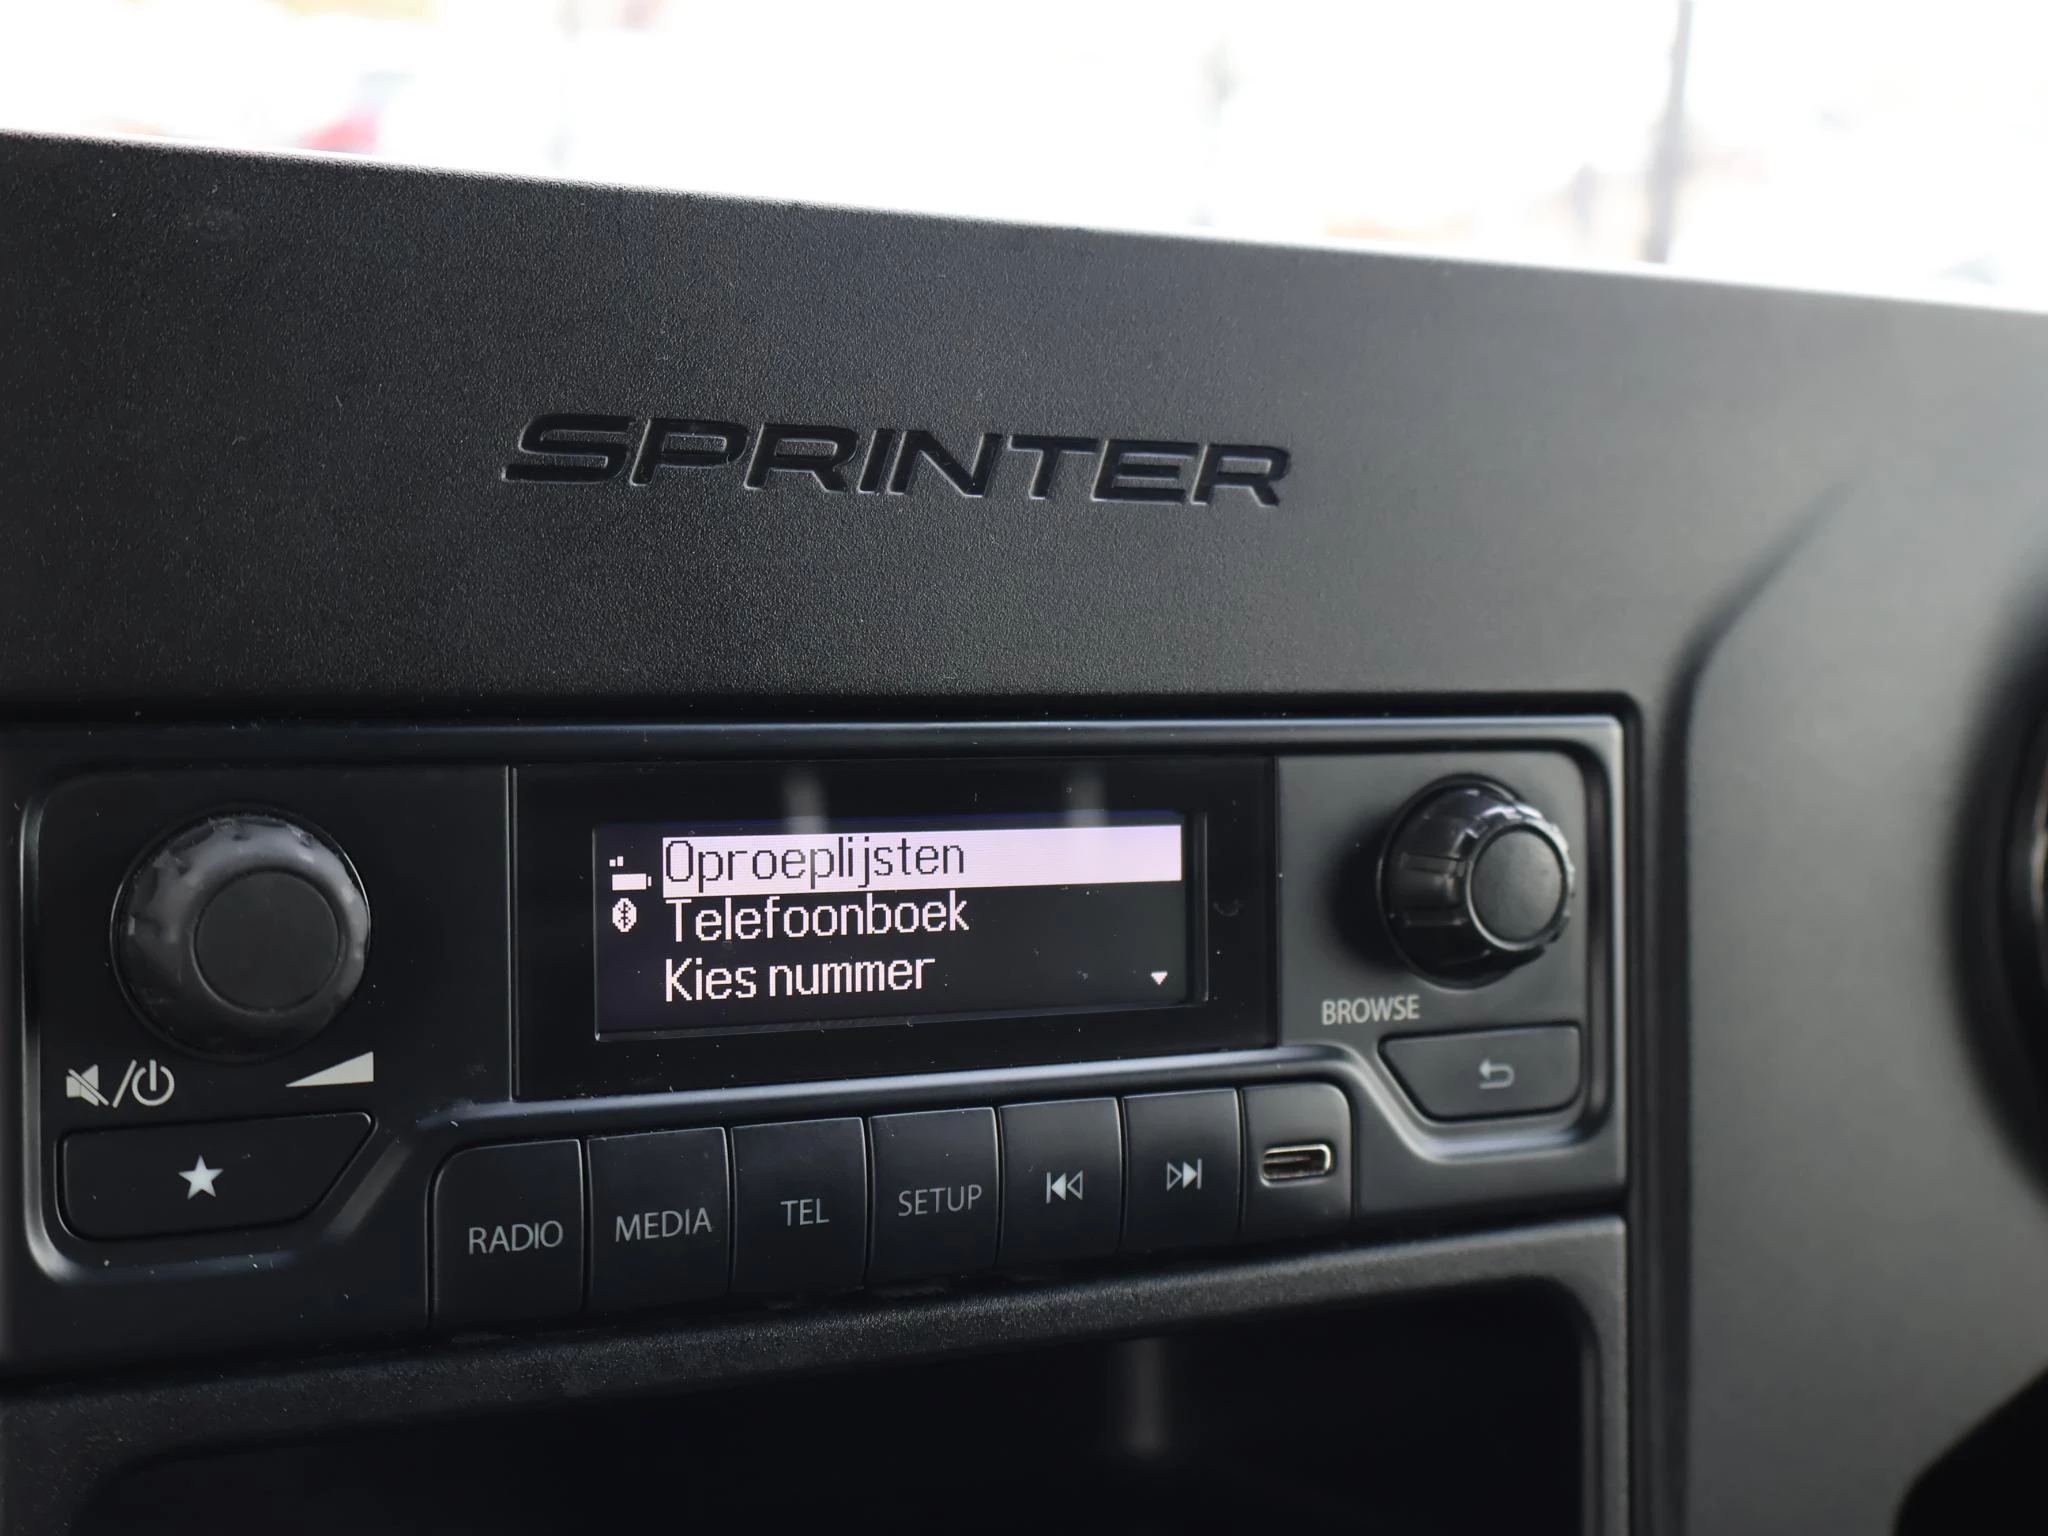 SPRINTER
Oproeplijsten
Telefoonboek
Kies nummer
BROWSE
RADIO
MEDIA
TEL
SETUP